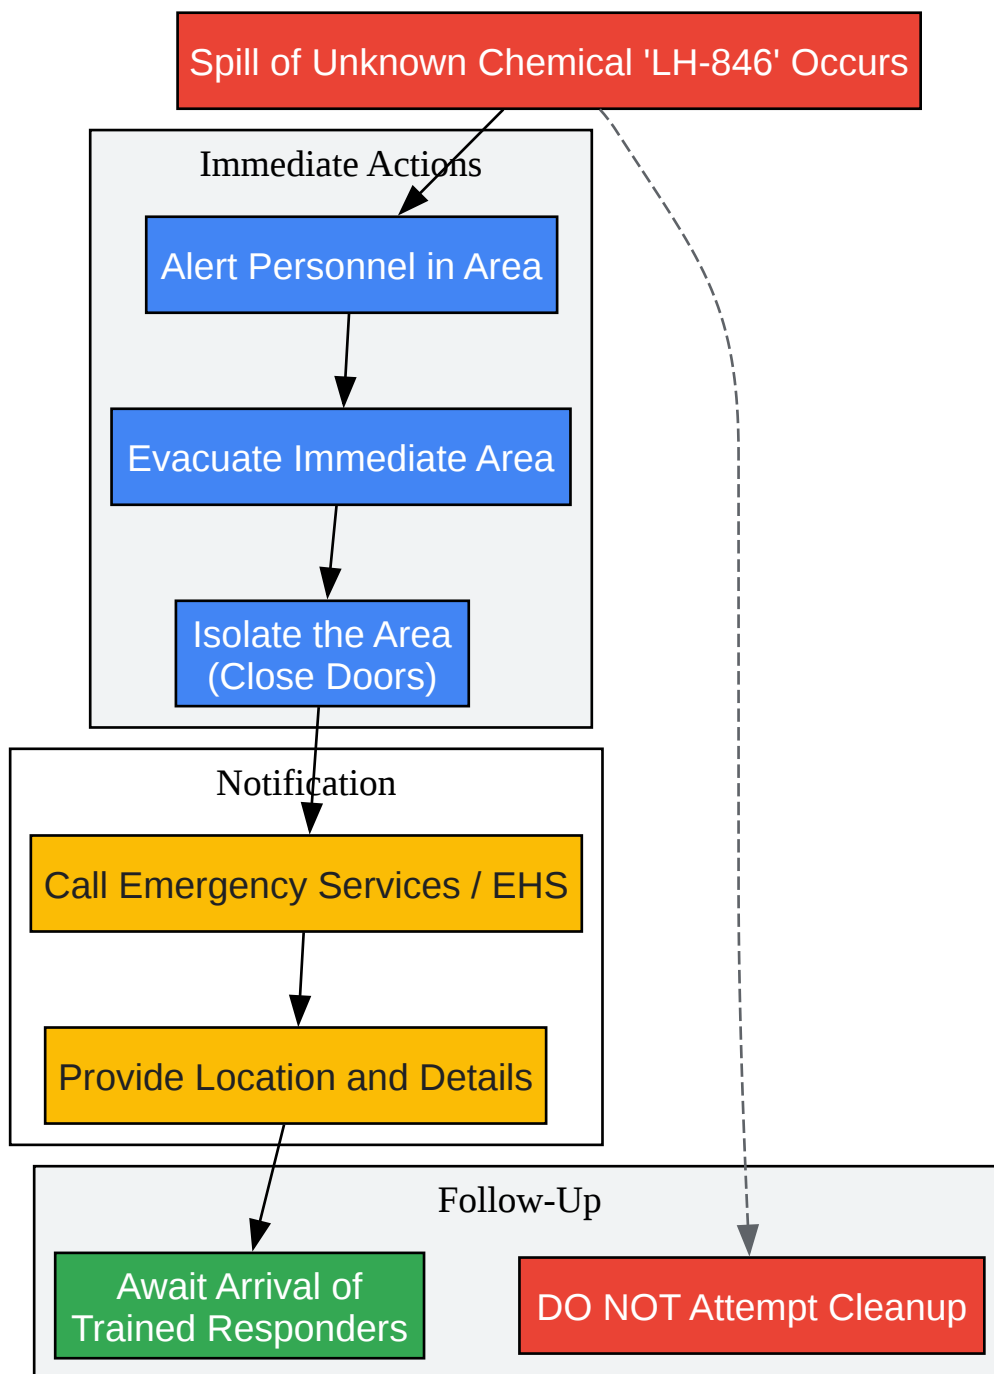 Spill of Unknown Chemical 'LH-846' Occurs
Immediate Actions
Alert Personnel in Area
Evacuate Immediate Area
Isolate the Area
(Close Doors)
Notification
Call Emergency Services / EHS
Provide Location and Details
Follow-Up
Await Arrival of
Trained Responders
DO NOT Attempt Cleanup